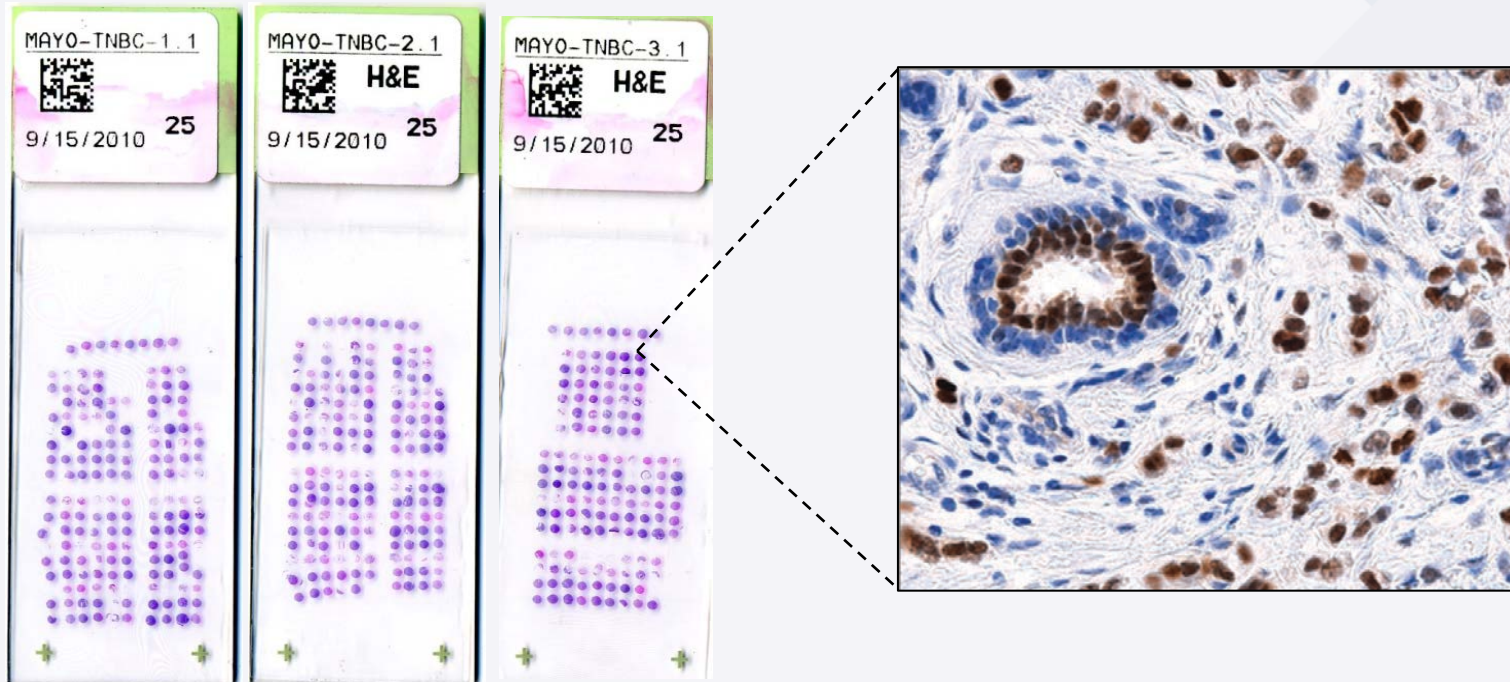 MAYO-TNBC-1.1
9/15/2010 25
MAYO-TNBC-2.1
H&E
9/15/2010 25
MAYO-TNBC-3.1
H&E
9/15/2010 25